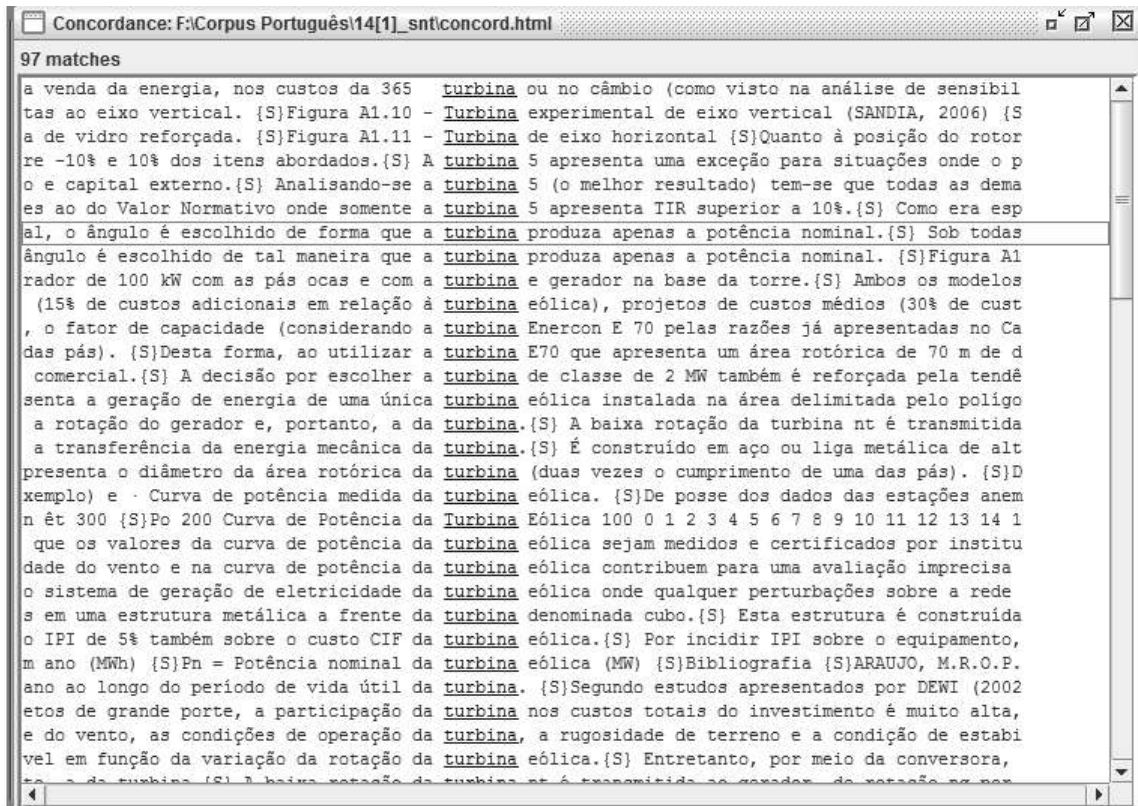 Concordance: F:\Corpus Português\14[1]_snt\concord.html
97 matches
a venda da energia, nos custos da 365 turbina ou no câmbio (como visto na análise de sensibil
tas ao eixo vertical. {S}Figura A1.10 - Turbina experimental de eixo vertical (SANDIA, 2006) {S
a de vidro reforçada. {S}Figura A1.11 - Turbina de eixo horizontal {S}Quanto à posição do rotor
re -10% e 10% dos itens abordados.{S} A turbina 5 apresenta uma exceção para situações onde o p
o e capital externo.{S} Analisando-se a turbina 5 (o melhor resultado) tem-se que todas as dema
es ao do Valor Normativo onde somente a turbina 5 apresenta TIR superior a 10%.{S} Como era esp
al, o ângulo é escolhido de forma que a turbina produza apenas a potência nominal.{S} Sob todas
ângulo é escolhido de tal maneira que a turbina produza apenas a potência nominal. {S}Figura A1
rador de 100 kW com as pás ocas e com a turbina e gerador na base da torre.{S} Ambos os modelos
(15% de custos adicionais em relação à turbina eólica), projetos de custos médios (30% de cust
, o fator de capacidade (considerando a turbina Enercon E 70 pelas razões já apresentadas no Ca
das pás). {S}Desta forma, ao utilizar a turbina E70 que apresenta um área rotórica de 70 m de d
comercial.{S} A decisão por escolher a turbina de classe de 2 MW também é reforçada pela tendê
senta a geração de energia de uma única turbina eólica instalada na área delimitada pelo polígo
a rotação do gerador e, portanto, a da turbina.{S} A baixa rotação da turbina nt é transmitida
a transferência da energia mecânica da turbina.{S} É construído em aço ou liga metálica de alt
presenta o diâmetro da área rotórica da turbina (duas vezes o cumprimento de uma das pás). {S}D
xemplo) e · Curva de potência medida da turbina eólica. {S}De posse dos dados das estações anem
n êt 300 {S}Po 200 Curva de Potência da Turbina Eólica 100 0 1 2 3 4 5 6 7 8 9 10 11 12 13 14 1
que os valores da curva de potência da turbina eólica sejam medidos e certificados por institu
dade do vento e na curva de potência da turbina eólica contribuem para uma avaliação imprecisa
o sistema de geração de eletricidade da turbina eólica onde qualquer perturbações sobre a rede
s em uma estrutura metálica a frente da turbina denominada cubo.{S} Esta estrutura é construída
o IPI de 5% também sobre o custo CIF da turbina eólica.{S} Por incidir IPI sobre o equipamento,
m ano (MWh) {S}Pn = Potência nominal da turbina eólica (MW) {S}Bibliografia {S}ARAUJO, M.R.O.P.
ano ao longo do período de vida útil da turbina. {S}Segundo estudos apresentados por DEWI (2002
etos de grande porte, a participação da turbina nos custos totais do investimento é muito alta,
e do vento, as condições de operação da turbina, a rugosidade de terreno e a condição de estabi
vel em função da variação da rotação da turbina eólica.{S} Entretanto, por meio da conversora,
to, a da turbina.{S} A baixa rotação da turbina nt é transmitida ao gerador, de rotação ng por